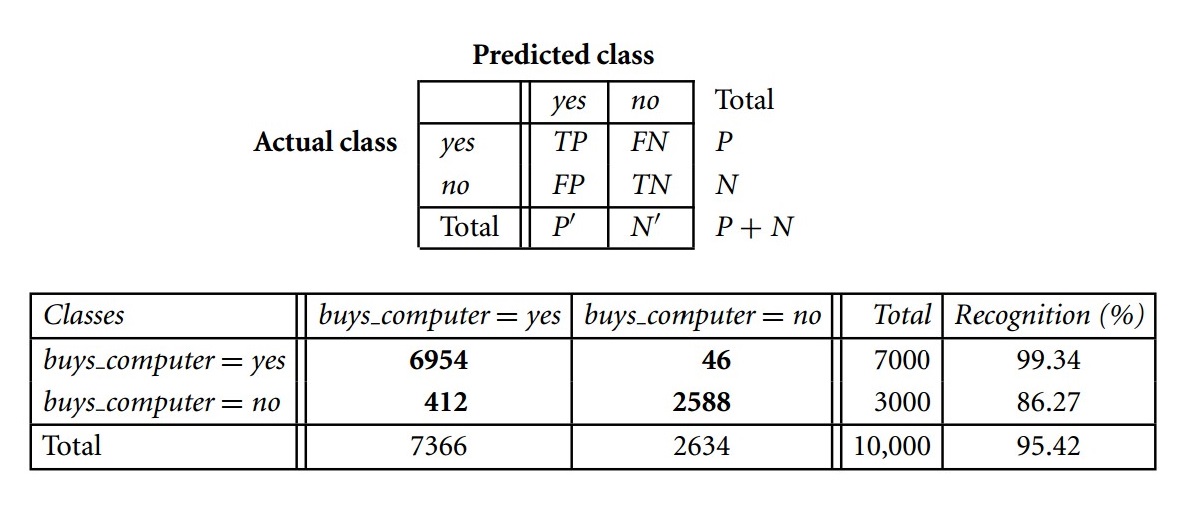 Predicted class
yes no Total
Actual class yes TP FN P
no FP TN N
Total P′ N′ P + N
Classes buys_computer = yes buys_computer = no Total Recognition (%)
buys_computer = yes 6954 46 7000 99.34
buys_computer = no 412 2588 3000 86.27
Total 7366 2634 10,000 95.42